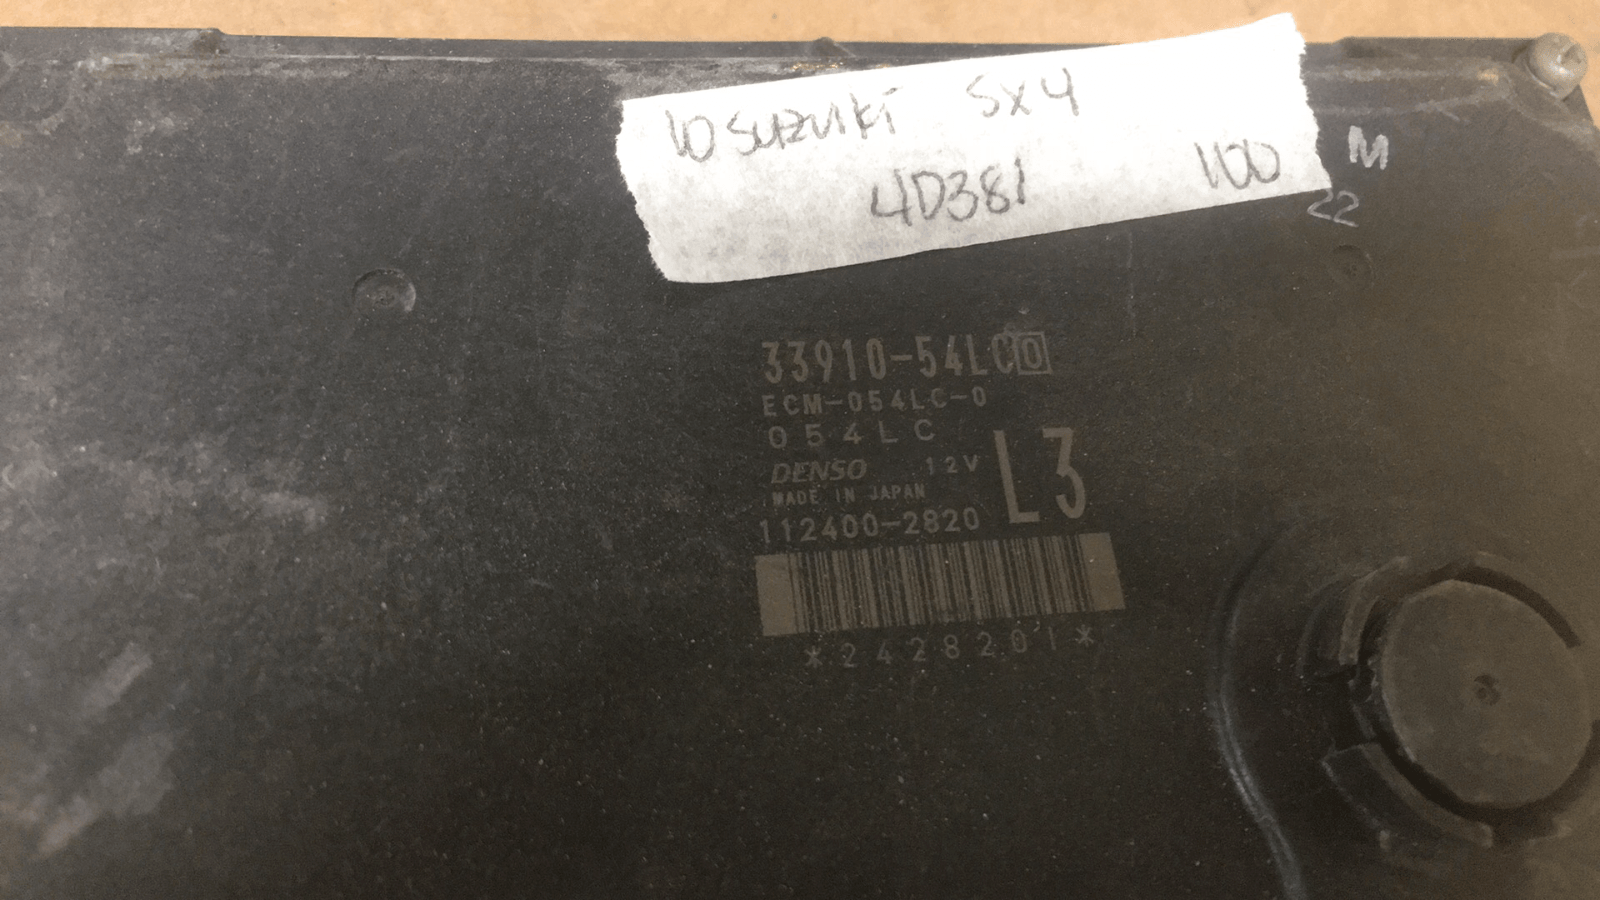 10 Suzuki SX4
4D381 100
M
22
33910-54LC0
ECM-054LC-0
054LC
DENSO 12V L3
MADE IN JAPAN
112400-2820
*2428201*